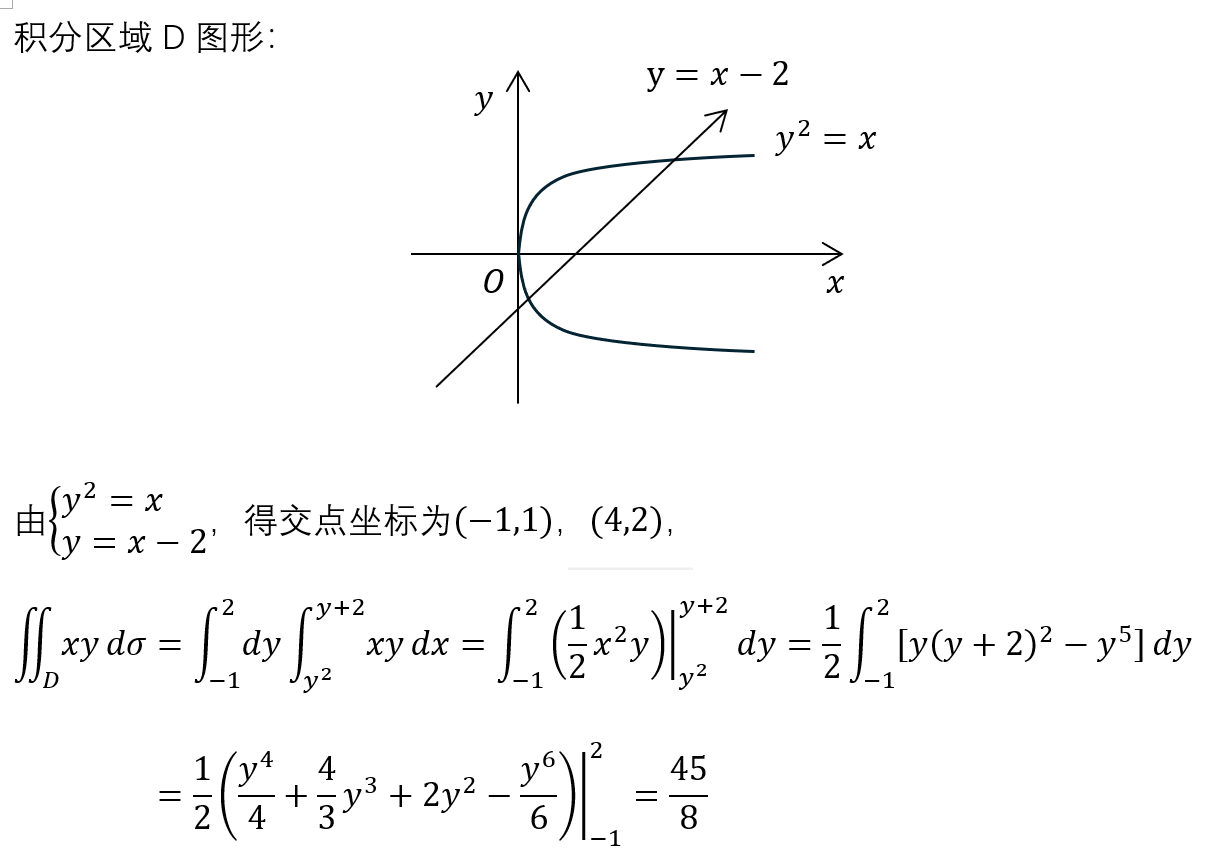 积分区域 D 图形：
y = x − 2
y
y² = x
O
x
由{y² = x
y = x − 2，得交点坐标为(−1,1)，(4,2)，
∬_D xy dσ = ∫_{−1}^{2} dy ∫_{y²}^{y+2} xy dx = ∫_{−1}^{2} (1/2 x²y)|_{y²}^{y+2} dy = 1/2 ∫_{−1}^{2} [y(y + 2)² − y⁵] dy
= 1/2 (y⁴/4 + 4/3 y³ + 2y² − y⁶/6)|_{−1}^{2} = 45/8